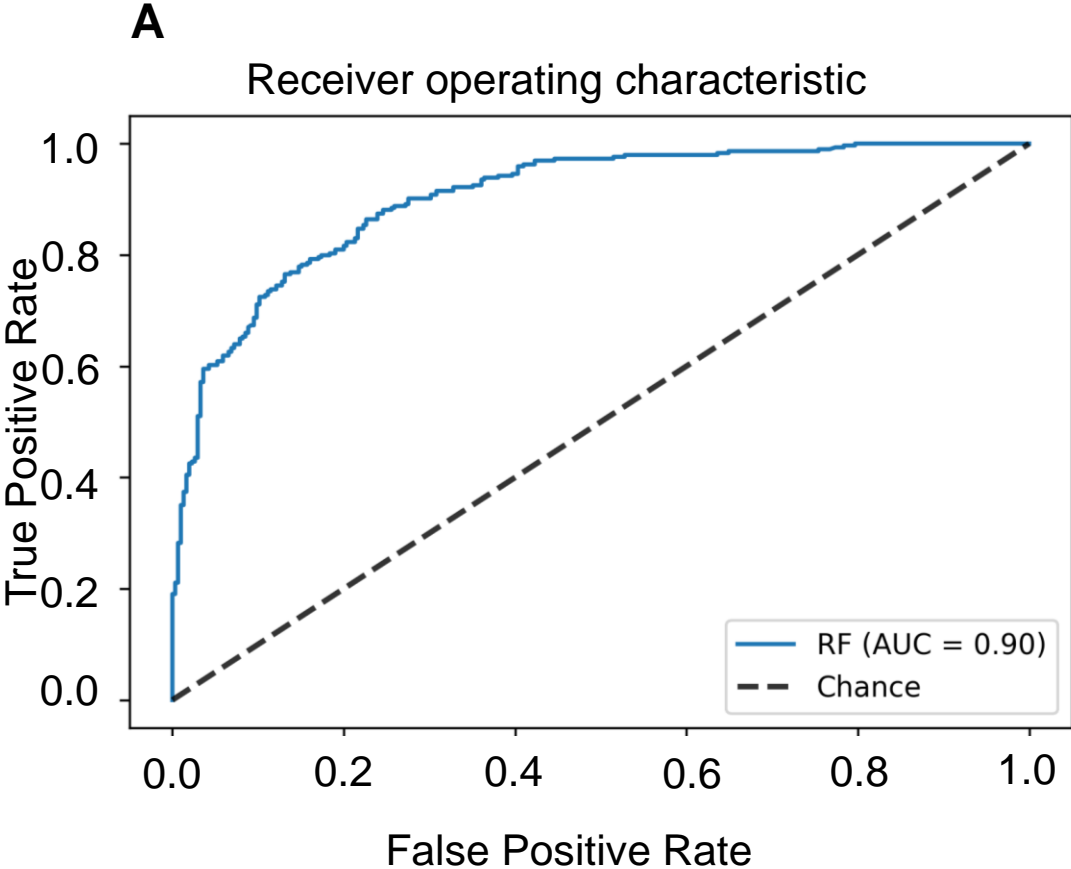 A
Receiver operating characteristic
True Positive Rate
1.0
0.8
0.6
0.4
0.2
0.0
RF (AUC = 0.90)
Chance
0.0 0.2 0.4 0.6 0.8 1.0
False Positive Rate